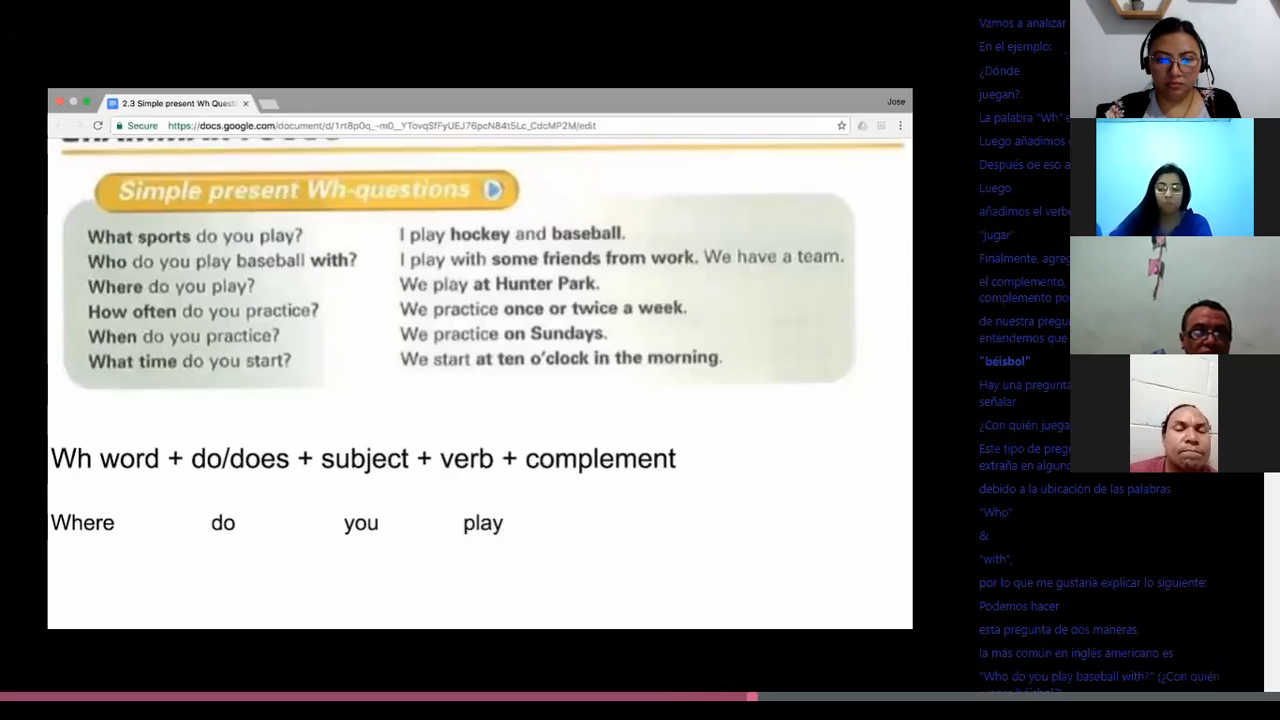 2.3 Simple present Wh Quest
Jose
Secure
https://docs.google.com/document/d/1rt8p0q_-m0__YTovqSfFyUEJ76pcN84t5Lc_CdcMP2M/edit
Simple present Wh-questions
What sports do you play? I play hockey and baseball.
Who do you play baseball with? I play with some friends from work. We have a team.
Where do you play? We play at Hunter Park.
How often do you practice? We practice once or twice a week.
When do you practice? We practice on Sundays.
What time do you start? We start at ten o'clock in the morning.
Wh word + do/does + subject + verb + complement
Where do you play
Vamos a analizar
En el ejemplo:
¿Dónde
juegan?.
La palabra "Wh"
Luego añadimos
Después de eso
Luego
añadimos el verbo
"jugar"
Finalmente,
el complemento,
complemento
de nuestra
entendemos que
"béisbol"
Hay una pregunta
señalar
¿Con quién
Este tipo de
extraña en
debido a la ubicación de las palabras
"Who"
&
"with",
por lo que me gustaría explicar lo siguiente:
Podemos hacer
esta pregunta de dos maneras,
la más común en inglés americano es
"Who do you play baseball with?" (¿Con quién